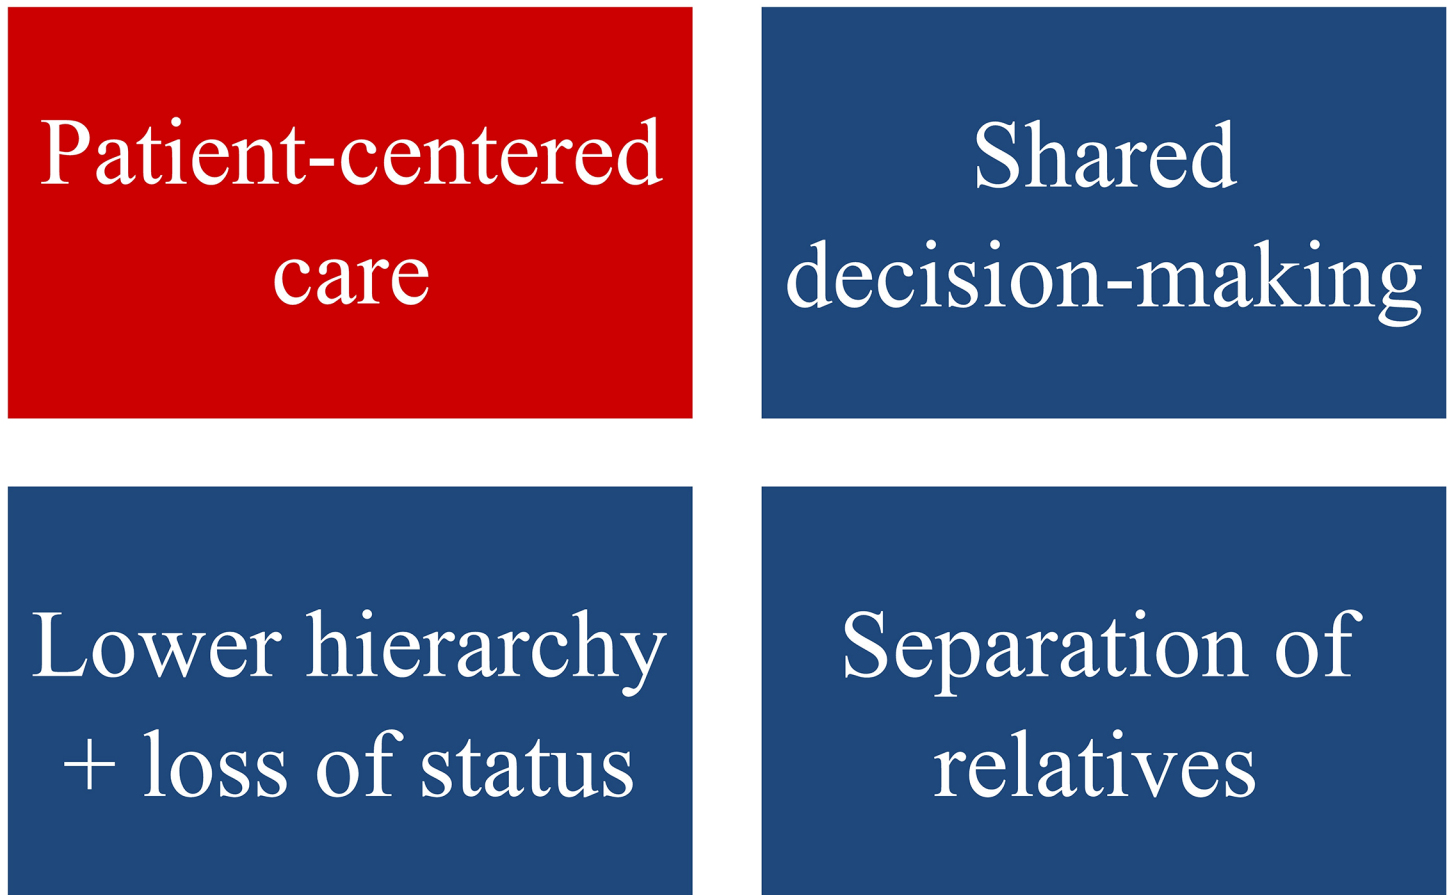 Patient-centered
care
Shared
decision-making
Lower hierarchy
+ loss of status
Separation of
relatives